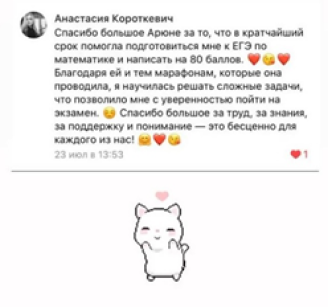 Анастасия Короткевич
Спасибо большое Арюне за то, что в кратчайший
срок помогла подготовиться мне к ЕГЭ по
математике и написать на 80 баллов. ❤️😘❤️
Благодаря ей и тем марафонам, которые она
проводила, я научилась решать сложные задачи,
что позволило мне с уверенностью пойти на
экзамен. 😉 Спасибо большое за труд, за знания,
за поддержку и понимание — это бесценно для
каждого из нас! 🤗❤️😘
23 июл в 13:53
❤️1